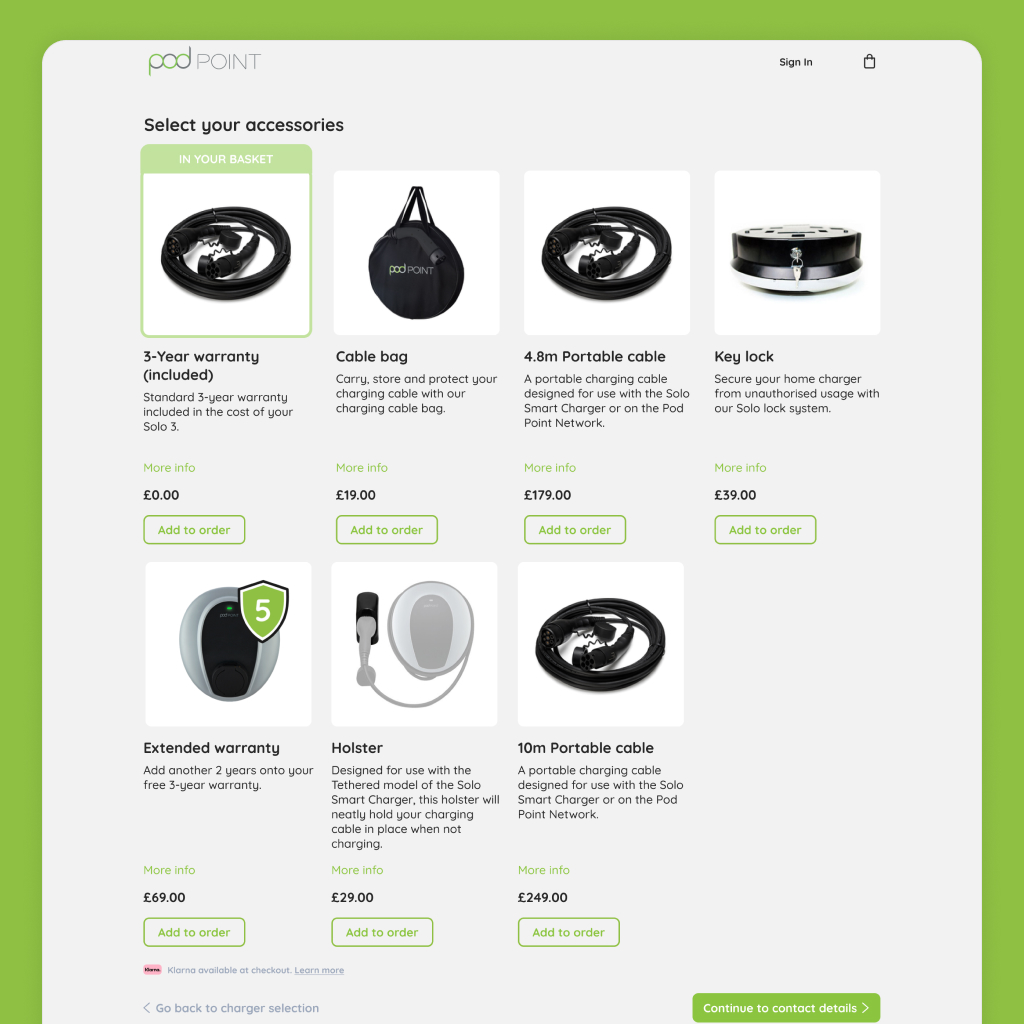 pod POINT
Sign In
Select your accessories
IN YOUR BASKET
pod POINT
3-Year warranty
(included)
Standard 3-year warranty
included in the cost of your
Solo 3.
More info
£0.00
Add to order
Cable bag
Carry, store and protect your
charging cable with our
charging cable bag.
More info
£19.00
Add to order
4.8m Portable cable
A portable charging cable
designed for use with the Solo
Smart Charger or on the Pod
Point Network.
More info
£179.00
Add to order
Key lock
Secure your home charger
from unauthorised usage with
our Solo lock system.
More info
£39.00
Add to order
5
pod POINT
Extended warranty
Add another 2 years onto your
free 3-year warranty.
More info
£69.00
Add to order
Holster
Designed for use with the
Tethered model of the Solo
Smart Charger, this holster will
neatly hold your charging
cable in place when not
charging.
More info
£29.00
Add to order
10m Portable cable
A portable charging cable
designed for use with the Solo
Smart Charger or on the Pod
Point Network.
More info
£249.00
Add to order
Klarna.
Klarna available at checkout. Learn more
Go back to charger selection
Continue to contact details